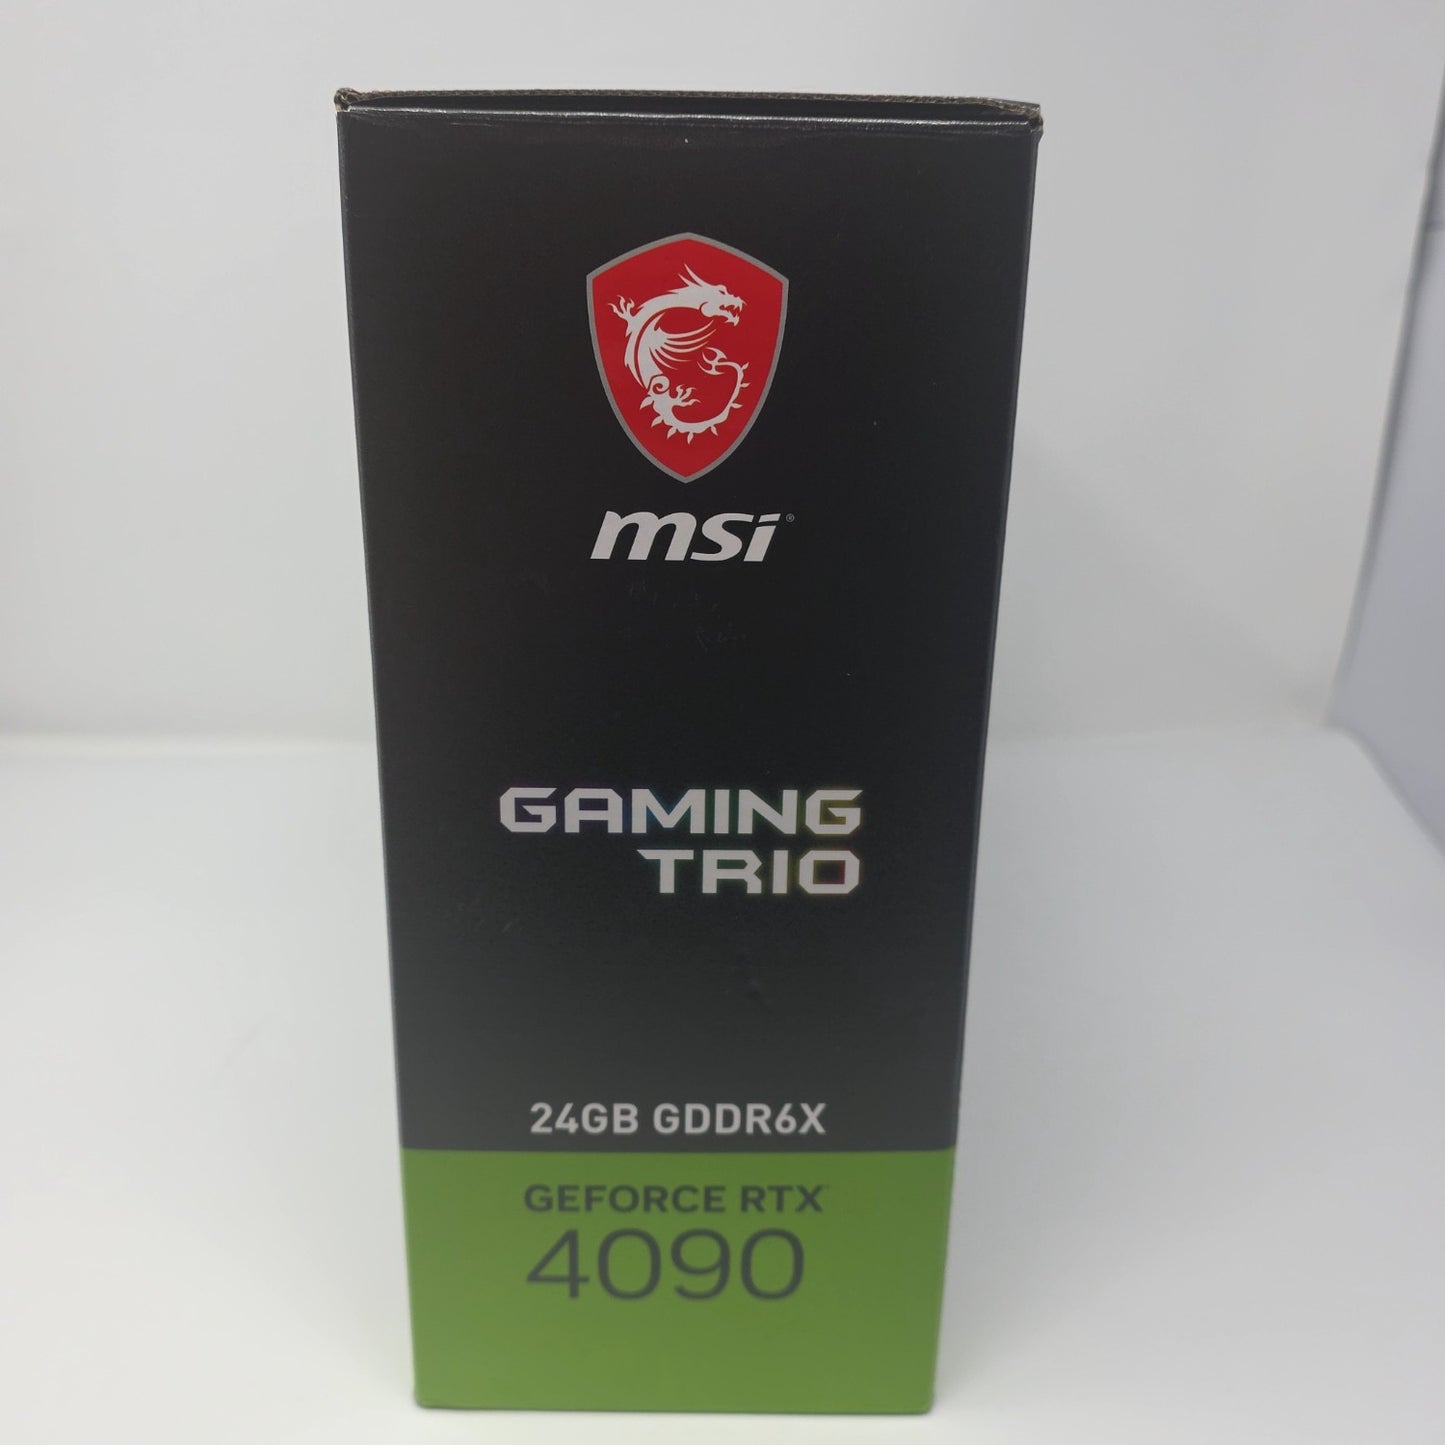 msi®
GAMING
TRIO
24GB GDDR6X
GEFORCE RTX
4090